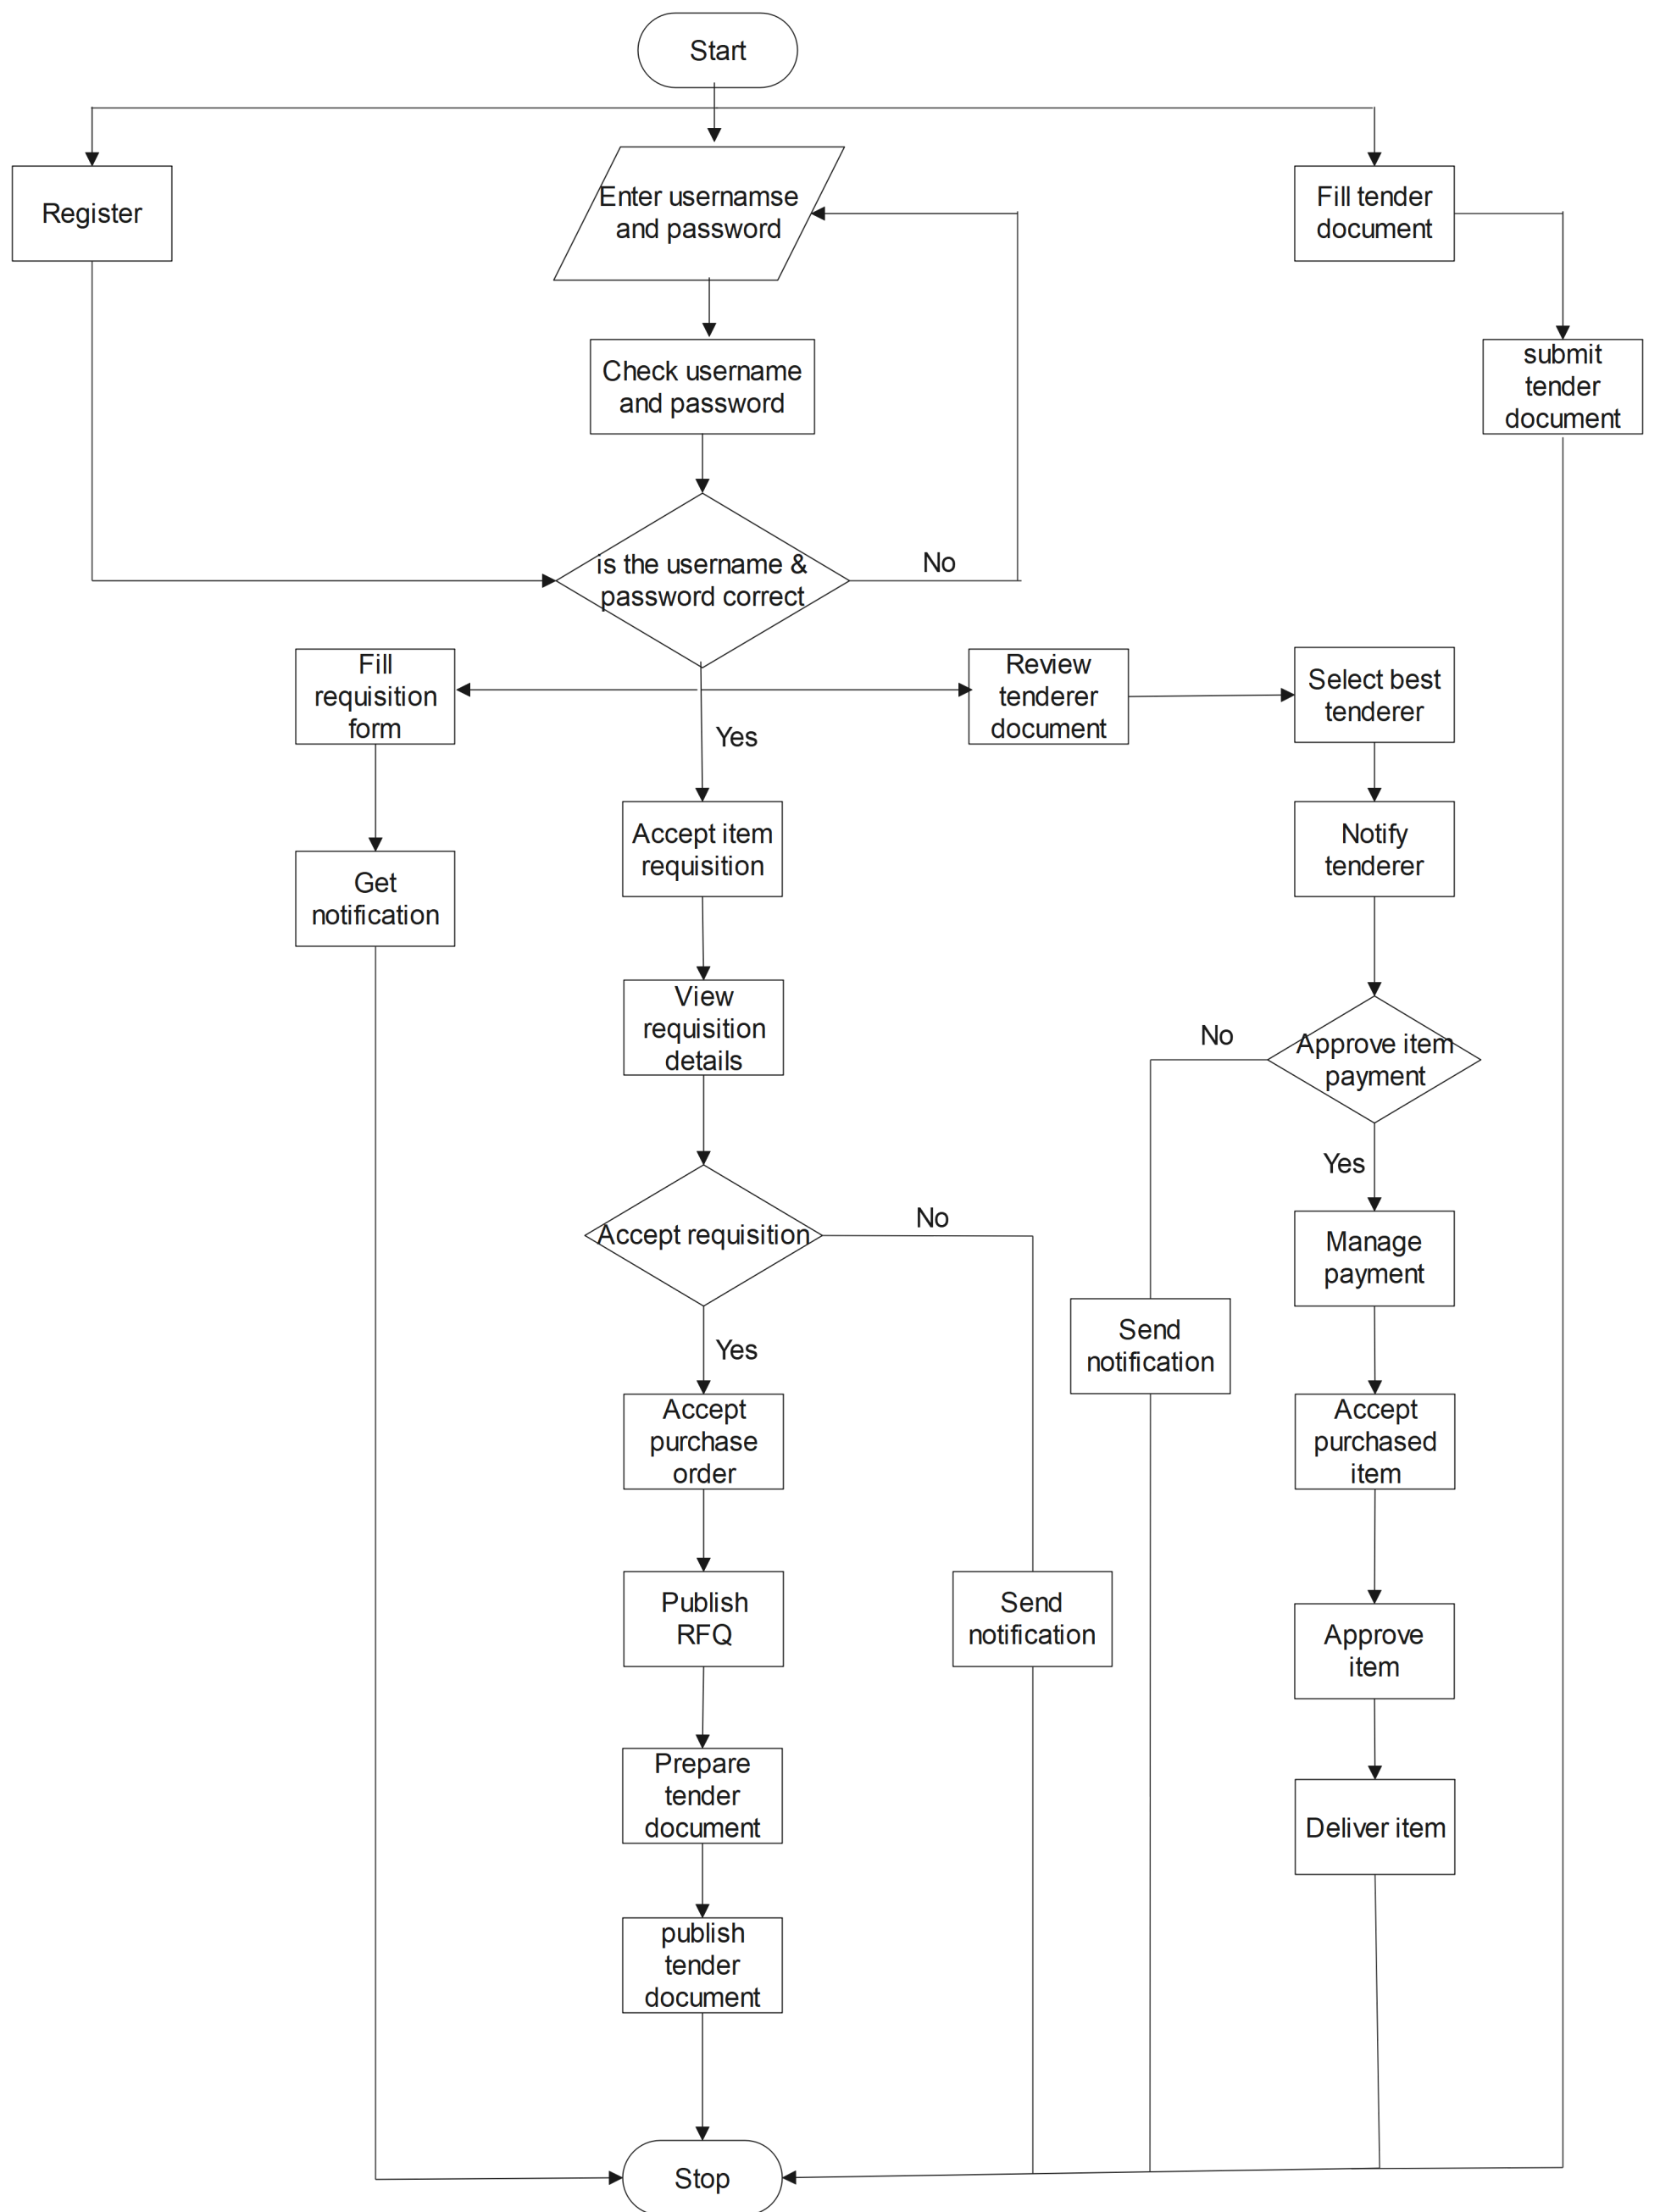 Start
Register
Enter usernamse
and password
Fill tender
document
Check username
and password
submit
tender
document
is the username &
password correct
No
Fill
requisition
form
Review
tenderer
document
Select best
tenderer
Yes
Accept item
requisition
Notify
tenderer
Get
notification
View
requisition
details
No
Approve item
payment
Yes
Accept requisition
No
Manage
payment
Send
notification
Yes
Accept
purchase
order
Accept
purchased
item
Publish
RFQ
Send
notification
Approve
item
Prepare
tender
document
Deliver item
publish
tender
document
Stop